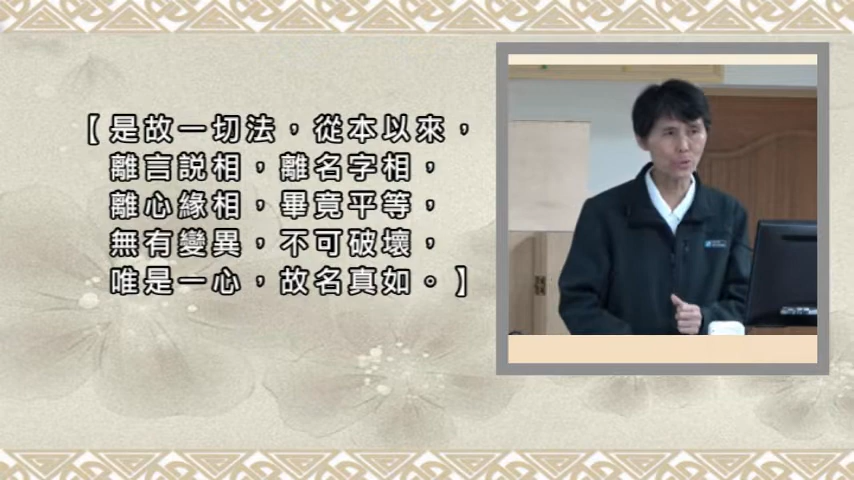 【是故一切法，從本以來，
離言説相，離名字相，
離心緣相，畢竟平等，
無有變異，不可破壞，
唯是一心，故名真如。】